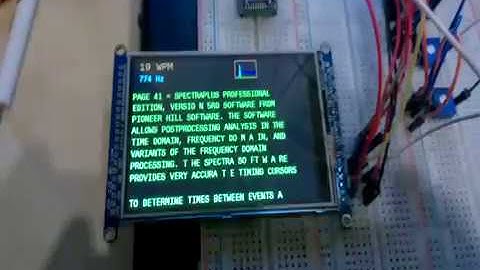 19 WPM
774 Hz
PAGE 41 = SPECTRAPLUS PROFESSIONAL
EDITION, VERSIO N 5RD SOFTWARE FROM
PIONEER HILL SOFTWARE. THE SOFTWARE
ALLOWS POSTPROCESSING ANALYSIS IN THE
TIME DOMAIN, FREQUENCY DO M A IN, AND
VARIANTS OF THE FREQUENCY DOMAIN
PROCESSING. T HE SPECTRA SO FT W A RE
PROVIDES VERY ACCURA T E TIMING CURSORS
TO DETERMINE TIMES BETWEEN EVENTS A